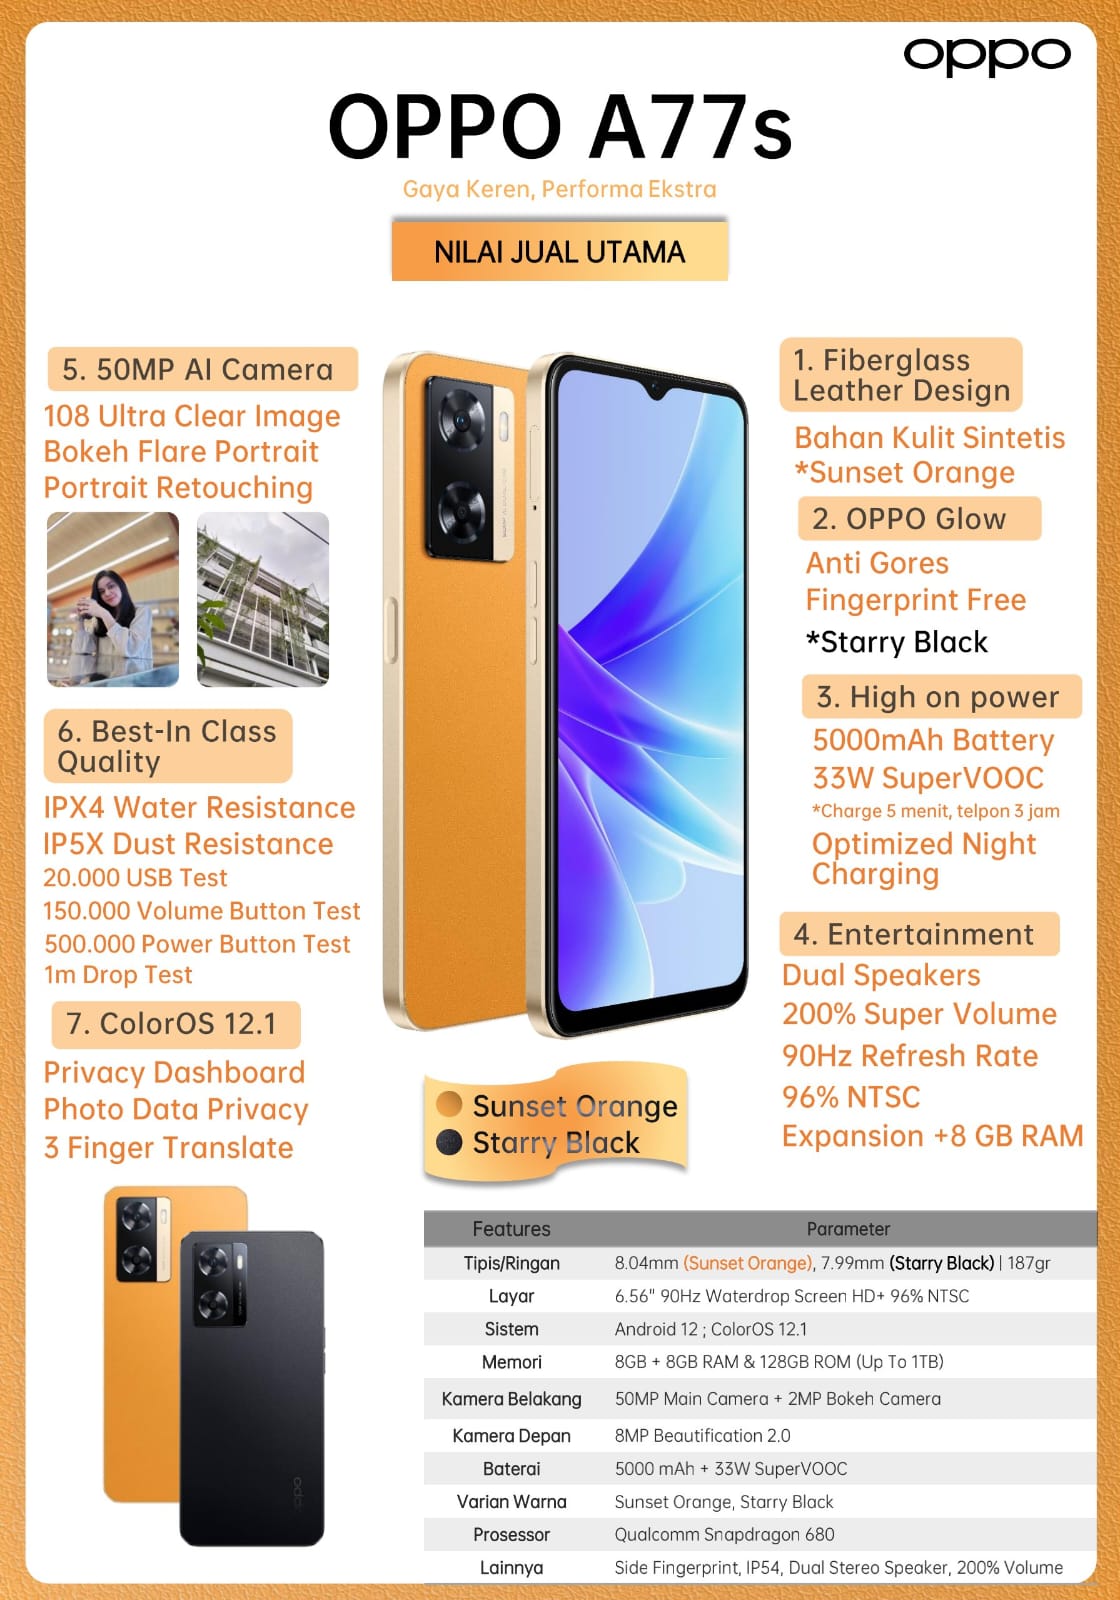 oppo
OPPO A77s
Gaya Keren, Performa Ekstra
NILAI JUAL UTAMA
1. Fiberglass
Leather Design
Bahan Kulit Sintetis
*Sunset Orange
2. OPPO Glow
Anti Gores
Fingerprint Free
*Starry Black
3. High on power
5000mAh Battery
33W SuperVOOC
*Charge 5 menit, telpon 3 jam
Optimized Night
Charging
4. Entertainment
Dual Speakers
200% Super Volume
90Hz Refresh Rate
96% NTSC
Expansion +8 GB RAM
5. 50MP AI Camera
108 Ultra Clear Image
Bokeh Flare Portrait
Portrait Retouching
6. Best-In Class
Quality
IPX4 Water Resistance
IP5X Dust Resistance
20.000 USB Test
150.000 Volume Button Test
500.000 Power Button Test
1m Drop Test
7. ColorOS 12.1
Privacy Dashboard
Photo Data Privacy
3 Finger Translate
Sunset Orange
Starry Black
oppo
Features Parameter
Tipis/Ringan 8.04mm (Sunset Orange), 7.99mm (Starry Black) | 187gr
Layar 6.56" 90Hz Waterdrop Screen HD+ 96% NTSC
Sistem Android 12 ; ColorOS 12.1
Memori 8GB + 8GB RAM & 128GB ROM (Up To 1TB)
Kamera Belakang 50MP Main Camera + 2MP Bokeh Camera
Kamera Depan 8MP Beautification 2.0
Baterai 5000 mAh + 33W SuperVOOC
Varian Warna Sunset Orange, Starry Black
Prosessor Qualcomm Snapdragon 680
Lainnya Side Fingerprint, IP54, Dual Stereo Speaker, 200% Volume